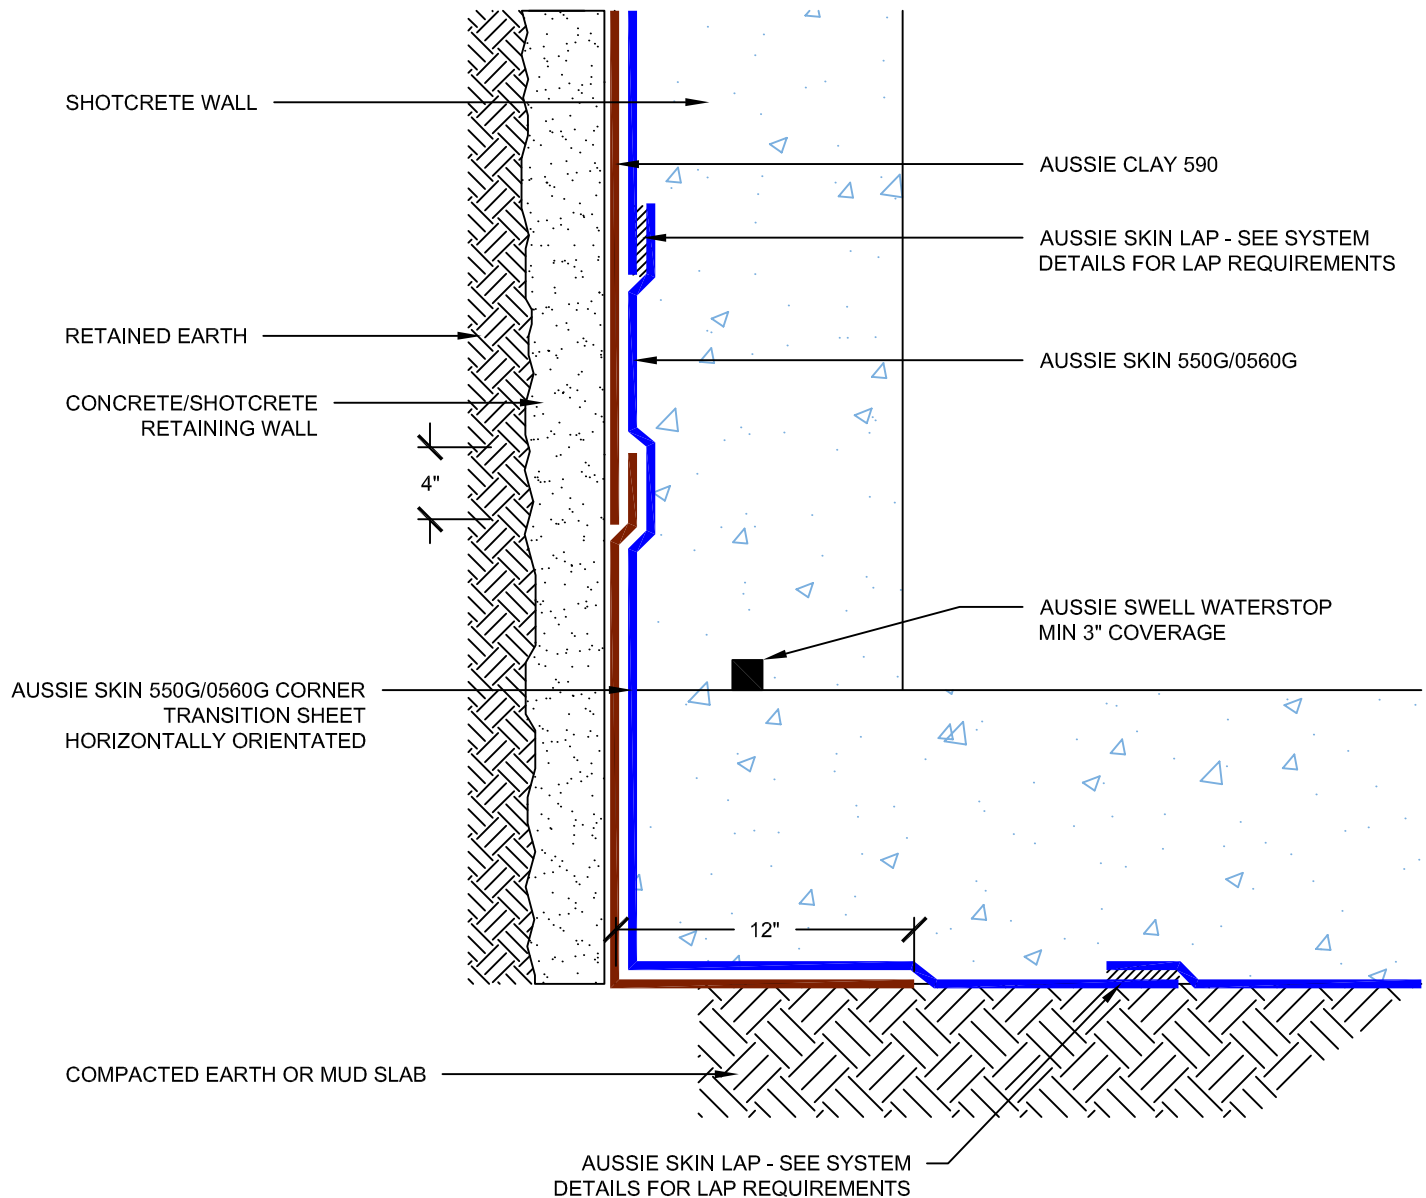 SHOTCRETE WALL
AUSSIE CLAY 590
AUSSIE SKIN LAP - SEE SYSTEM
DETAILS FOR LAP REQUIREMENTS
RETAINED EARTH
AUSSIE SKIN 550G/0560G
CONCRETE/SHOTCRETE
RETAINING WALL
4"
AUSSIE SWELL WATERSTOP
MIN 3" COVERAGE
AUSSIE SKIN 550G/0560G CORNER
TRANSITION SHEET
HORIZONTALLY ORIENTATED
12"
COMPACTED EARTH OR MUD SLAB
AUSSIE SKIN LAP - SEE SYSTEM
DETAILS FOR LAP REQUIREMENTS